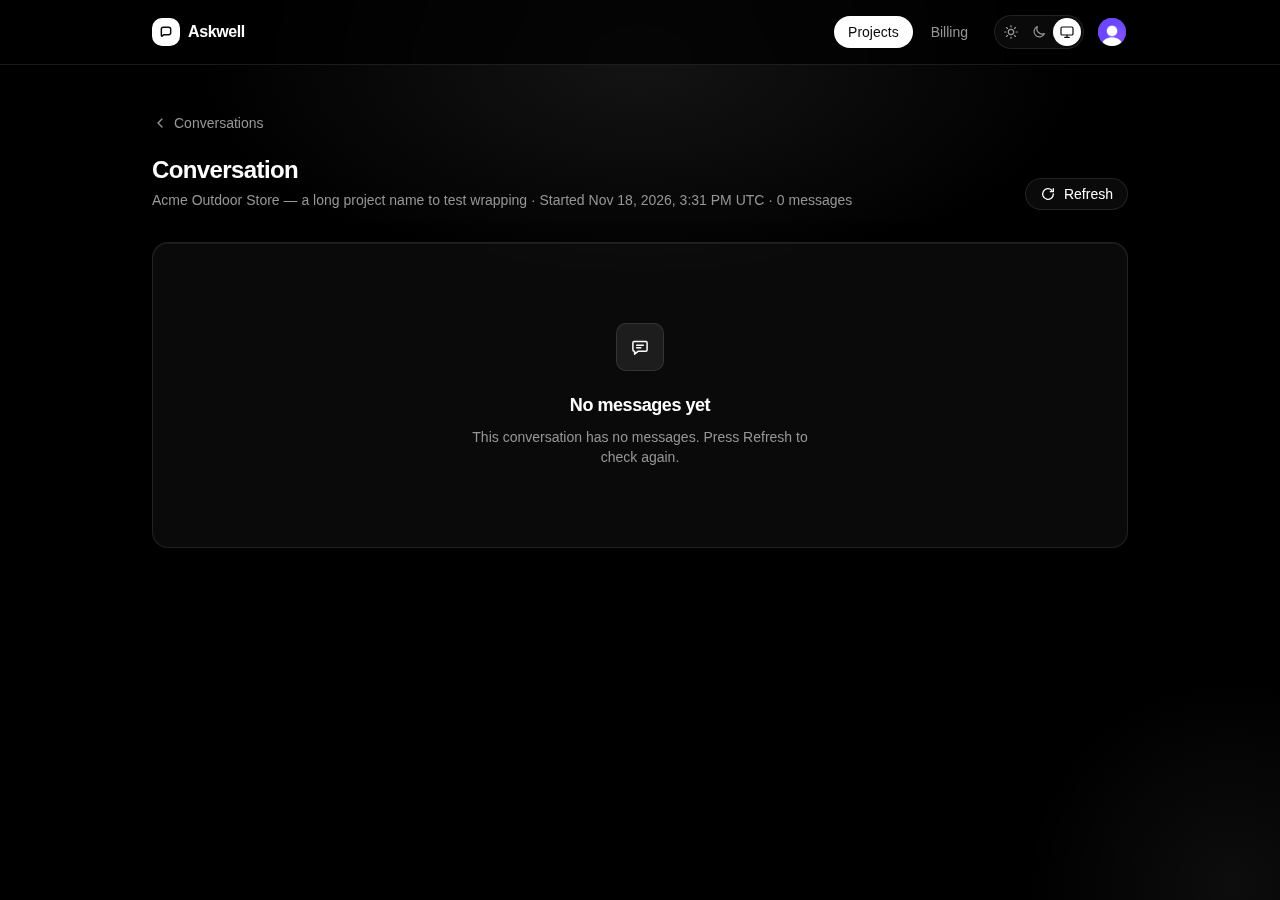 Askwell
Projects
Billing
Conversations
Conversation
Acme Outdoor Store — a long project name to test wrapping · Started Nov 18, 2026, 3:31 PM UTC · 0 messages
Refresh
No messages yet
This conversation has no messages. Press Refresh to
check again.